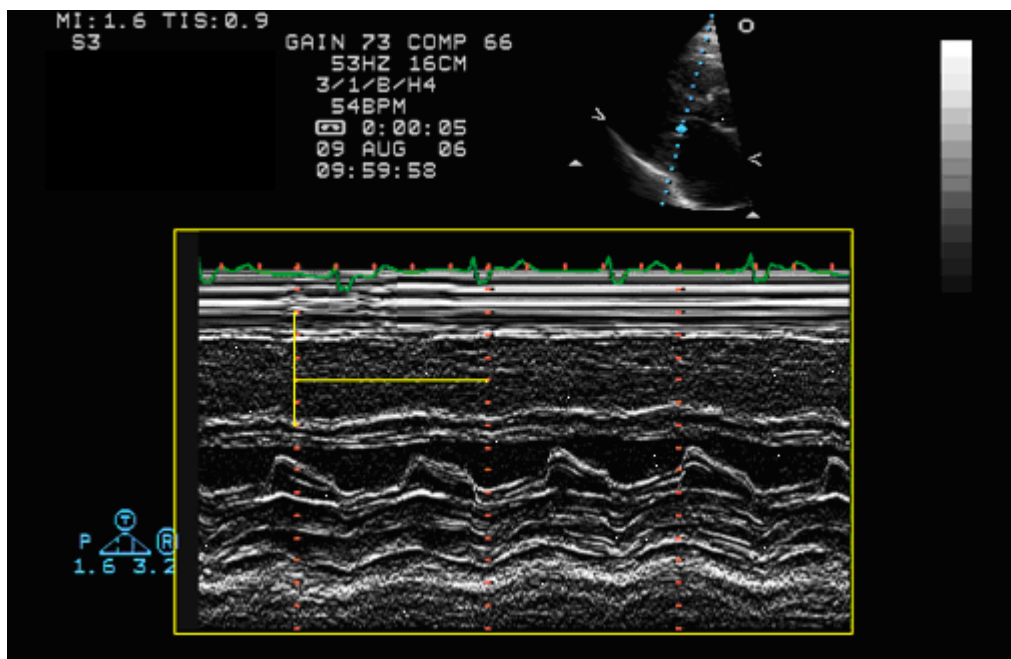 MI:1.6 TIS:0.9
S3
GAIN 73 COMP 66
53HZ 16CM
3/1/B/H4
54BPM
0:00:05
09 AUG 06
09:59:58
T
P R
1.6 3.2